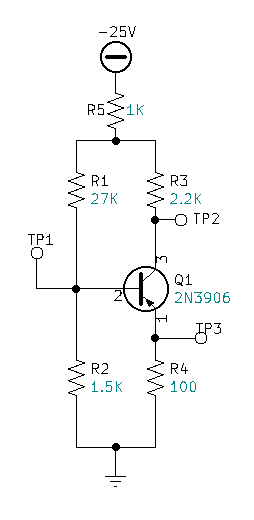 -25V
R5 1K
R1
27K
R3
2.2K
TP2
TP1
3
Q1
2
2N3906
1
TP3
R2
1.5K
R4
100